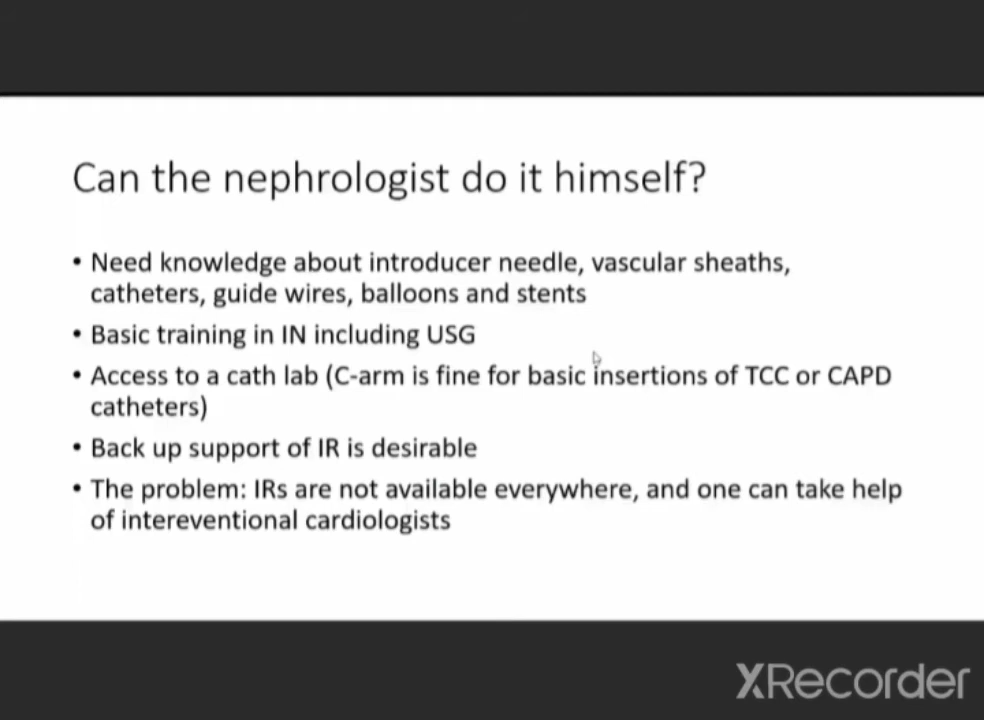 Can the nephrologist do it himself?
• Need knowledge about introducer needle, vascular sheaths,
catheters, guide wires, balloons and stents
• Basic training in IN including USG
• Access to a cath lab (C-arm is fine for basic insertions of TCC or CAPD
catheters)
• Back up support of IR is desirable
• The problem: IRs are not available everywhere, and one can take help
of intereventional cardiologists
XRecorder